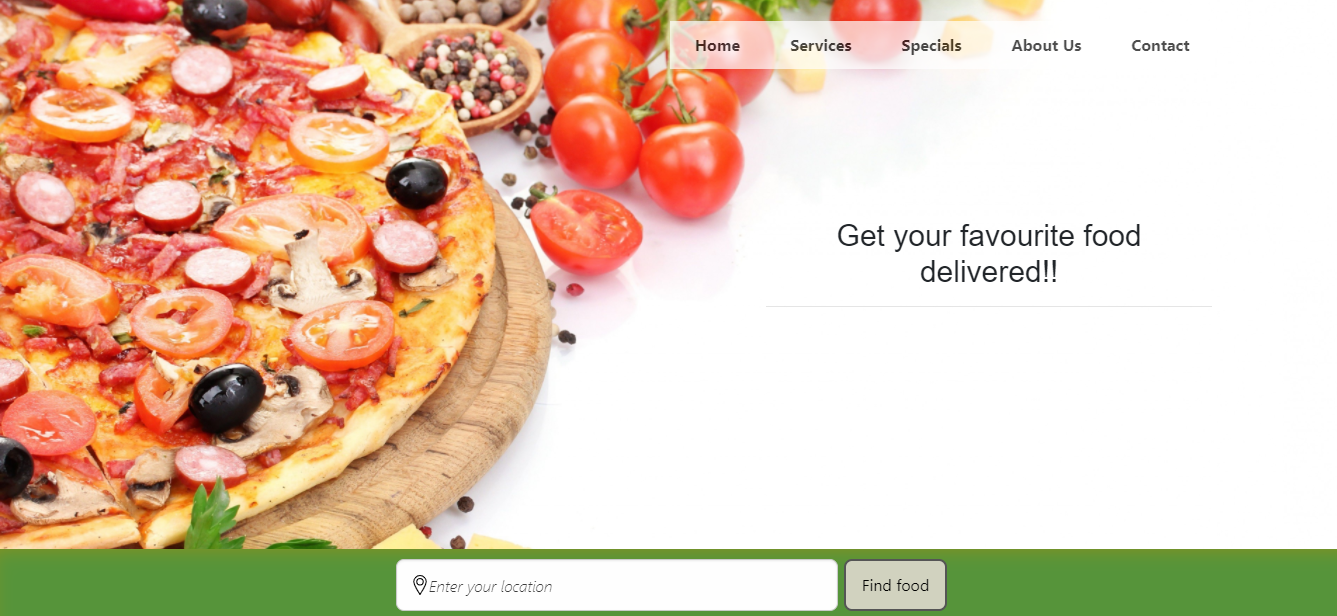 Home Services Specials About Us Contact
Get your favourite food
delivered!!
Enter your location
Find food